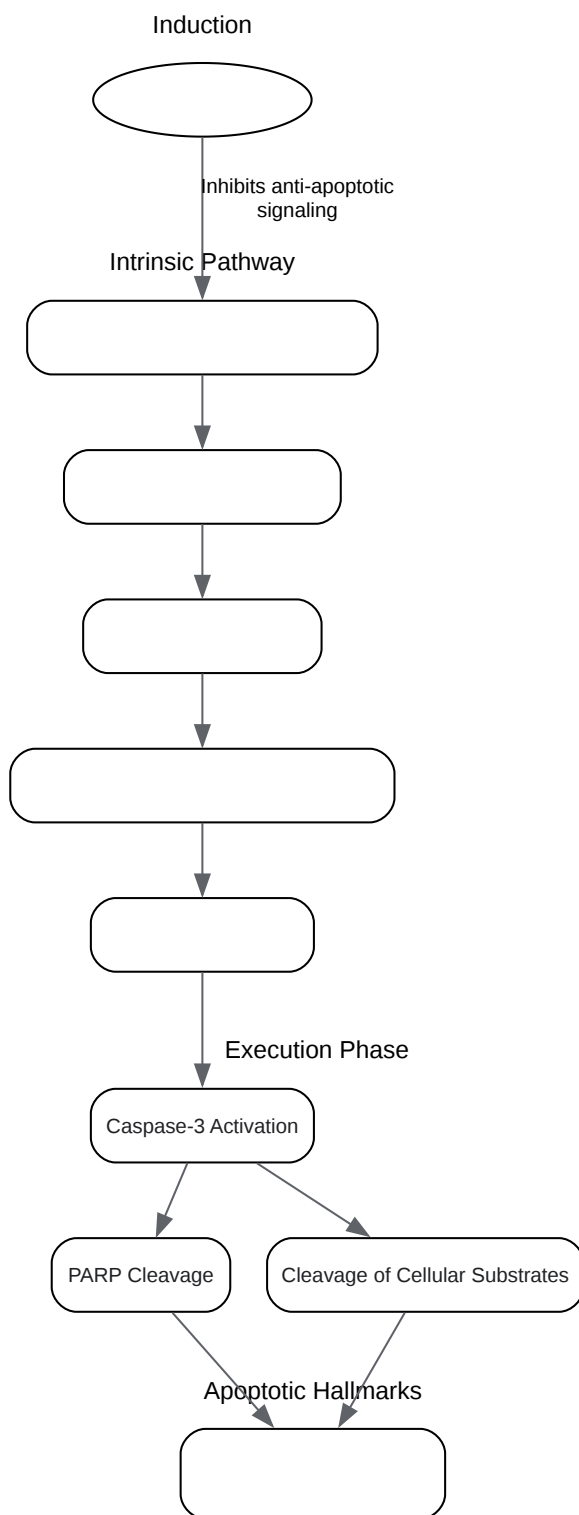 Induction
Inhibits anti-apoptotic
signaling
Intrinsic Pathway
Execution Phase
Caspase-3 Activation
PARP Cleavage
Cleavage of Cellular Substrates
Apoptotic Hallmarks